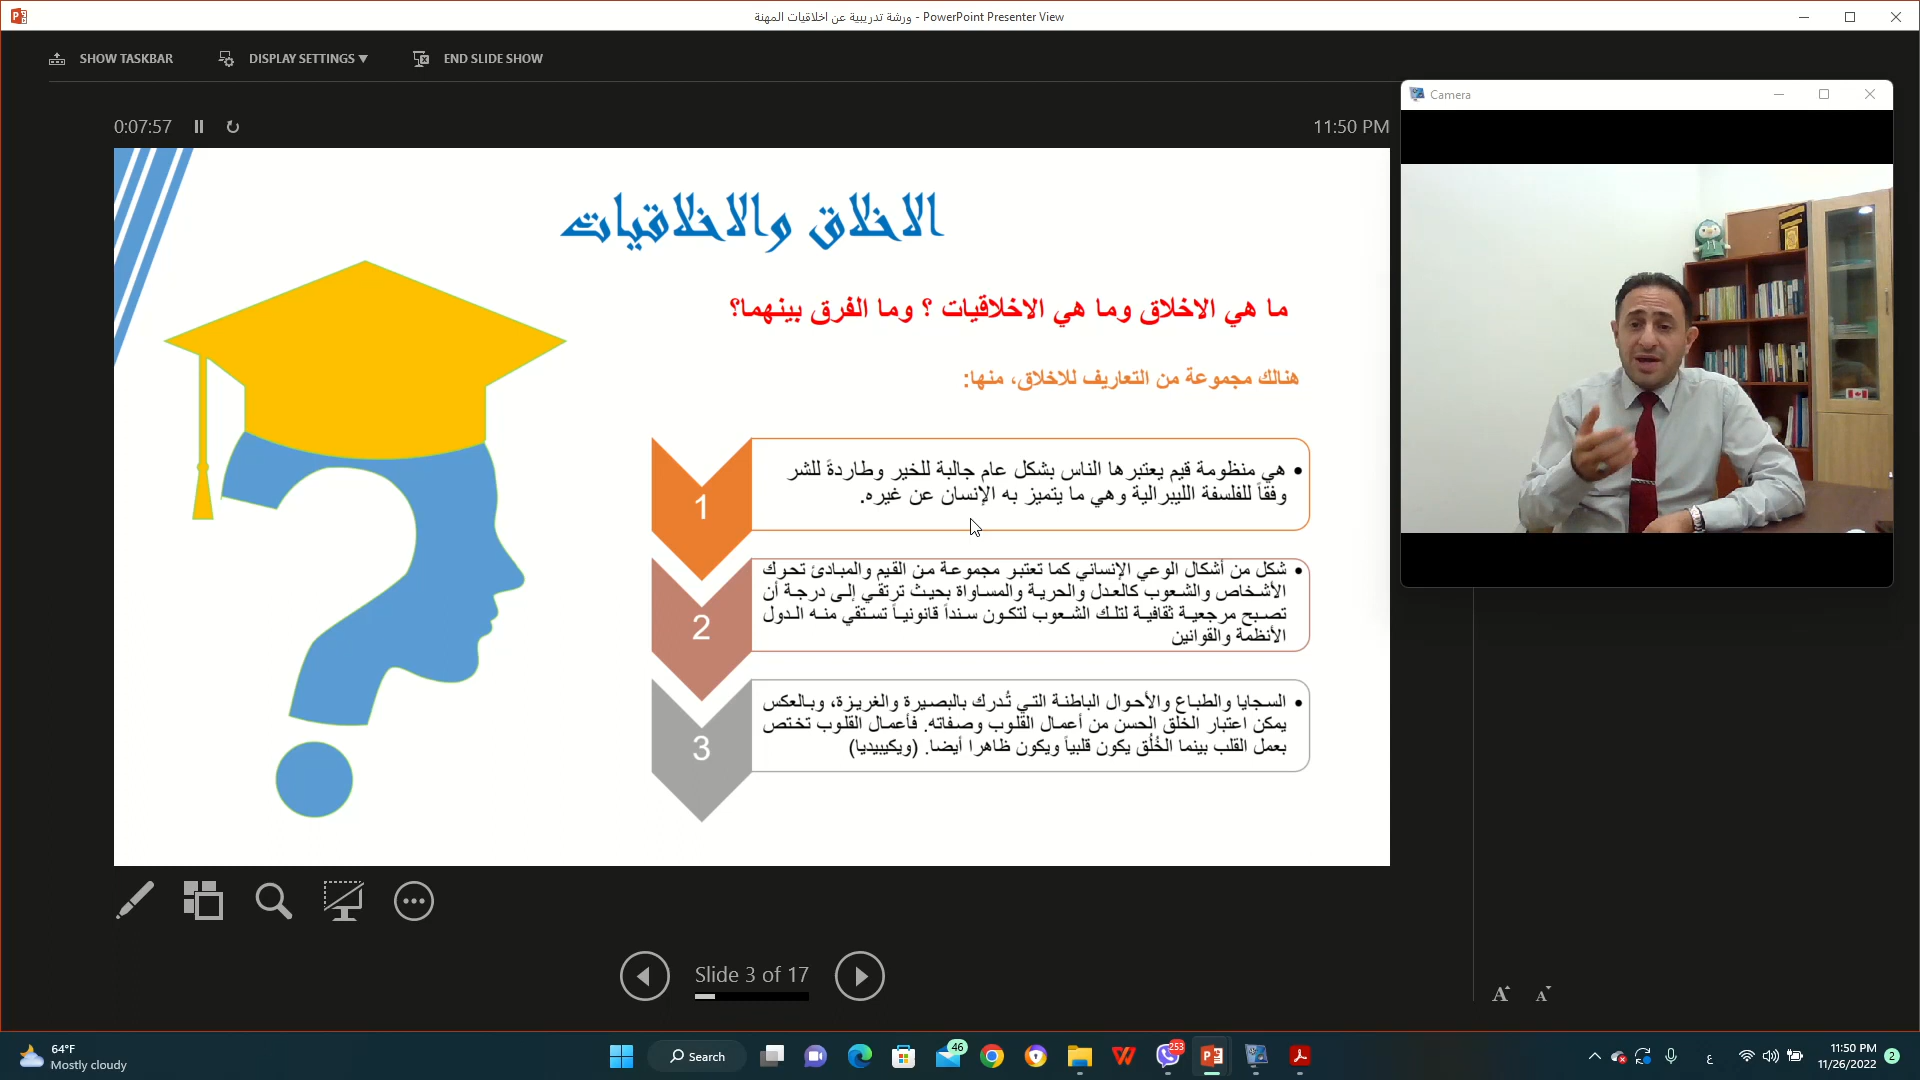 ورشة تدريبية عن اخلاقيات المهنة - PowerPoint Presenter View
SHOW TASKBAR
DISPLAY SETTINGS
END SLIDE SHOW
Camera
0:07:57
11:50 PM
الاخلاق والاخلاقيات
ما هي الاخلاق وما هي الاخلاقيات ؟ وما الفرق بينهما؟
هنالك مجموعة من التعاريف للاخلاق، منها:
1
• هي منظومة قيم يعتبرها الناس بشكل عام جالبة للخير وطاردةً للشر
وفقاً للفلسفة الليبرالية وهي ما يتميز به الإنسان عن غيره.
2
• شكل من أشكال الوعي الإنساني كما تعتبر مجموعة من القيم والمبادئ تحرك
الأشخاص والشعوب كالعدل والحرية والمساواة بحيث ترتقي إلى درجة أن
تصبح مرجعية ثقافية لتلك الشعوب لتكون سنداً قانونياً تستقي منه الدول
الأنظمة والقوانين
3
• السجايا والطباع والأحوال الباطنة التي تُدرك بالبصيرة والغريزة، وبالعكس
يمكن اعتبار الخلق الحسن من أعمال القلوب وصفاته. فأعمال القلوب تختص
بعمل القلب بينما الخُلُق يكون قلبياً ويكون ظاهرا أيضا. (ويكيبيديا)
Slide 3 of 17
A A
64°F
Mostly cloudy
Search
46
253
ع
11:50 PM
11/26/2022
2